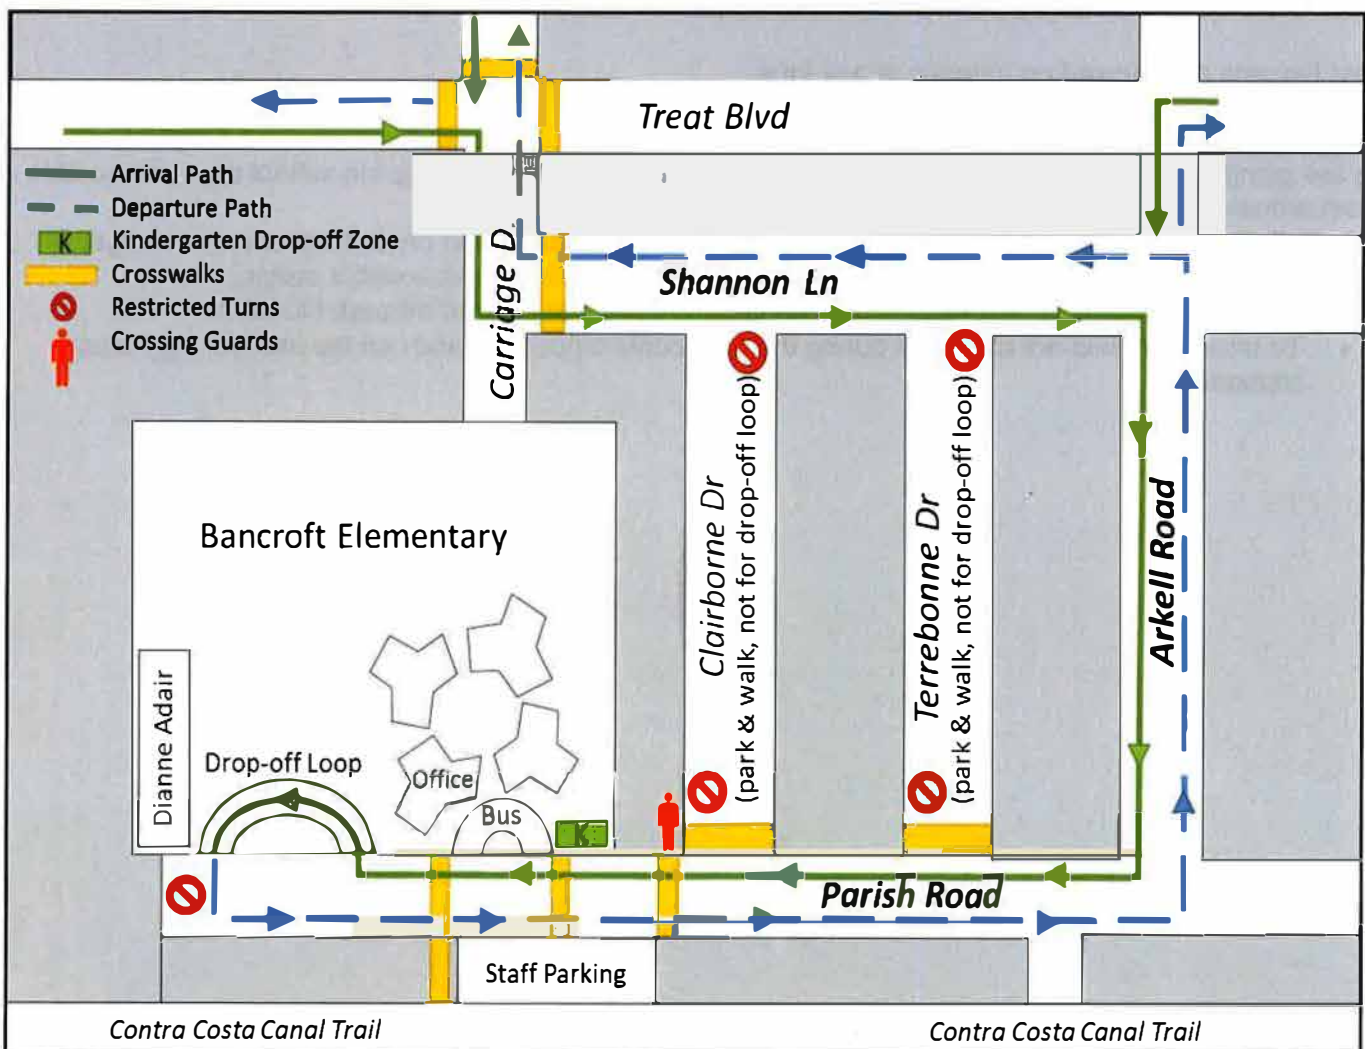 Treat Blvd
Arrival Path
Departure Path
K Kindergarten Drop-off Zone
Crosswalks
Restricted Turns
Crossing Guards
Carriage D
Shannon Ln
Bancroft Elementary
Clairborne Dr
(park & walk, not for drop-off loop)
Terrebonne Dr
(park & walk, not for drop-off loop)
Arkell Road
Dianne Adair
Drop-off Loop
Office
Bus
K
Parish Road
Staff Parking
Contra Costa Canal Trail
Contra Costa Canal Trail